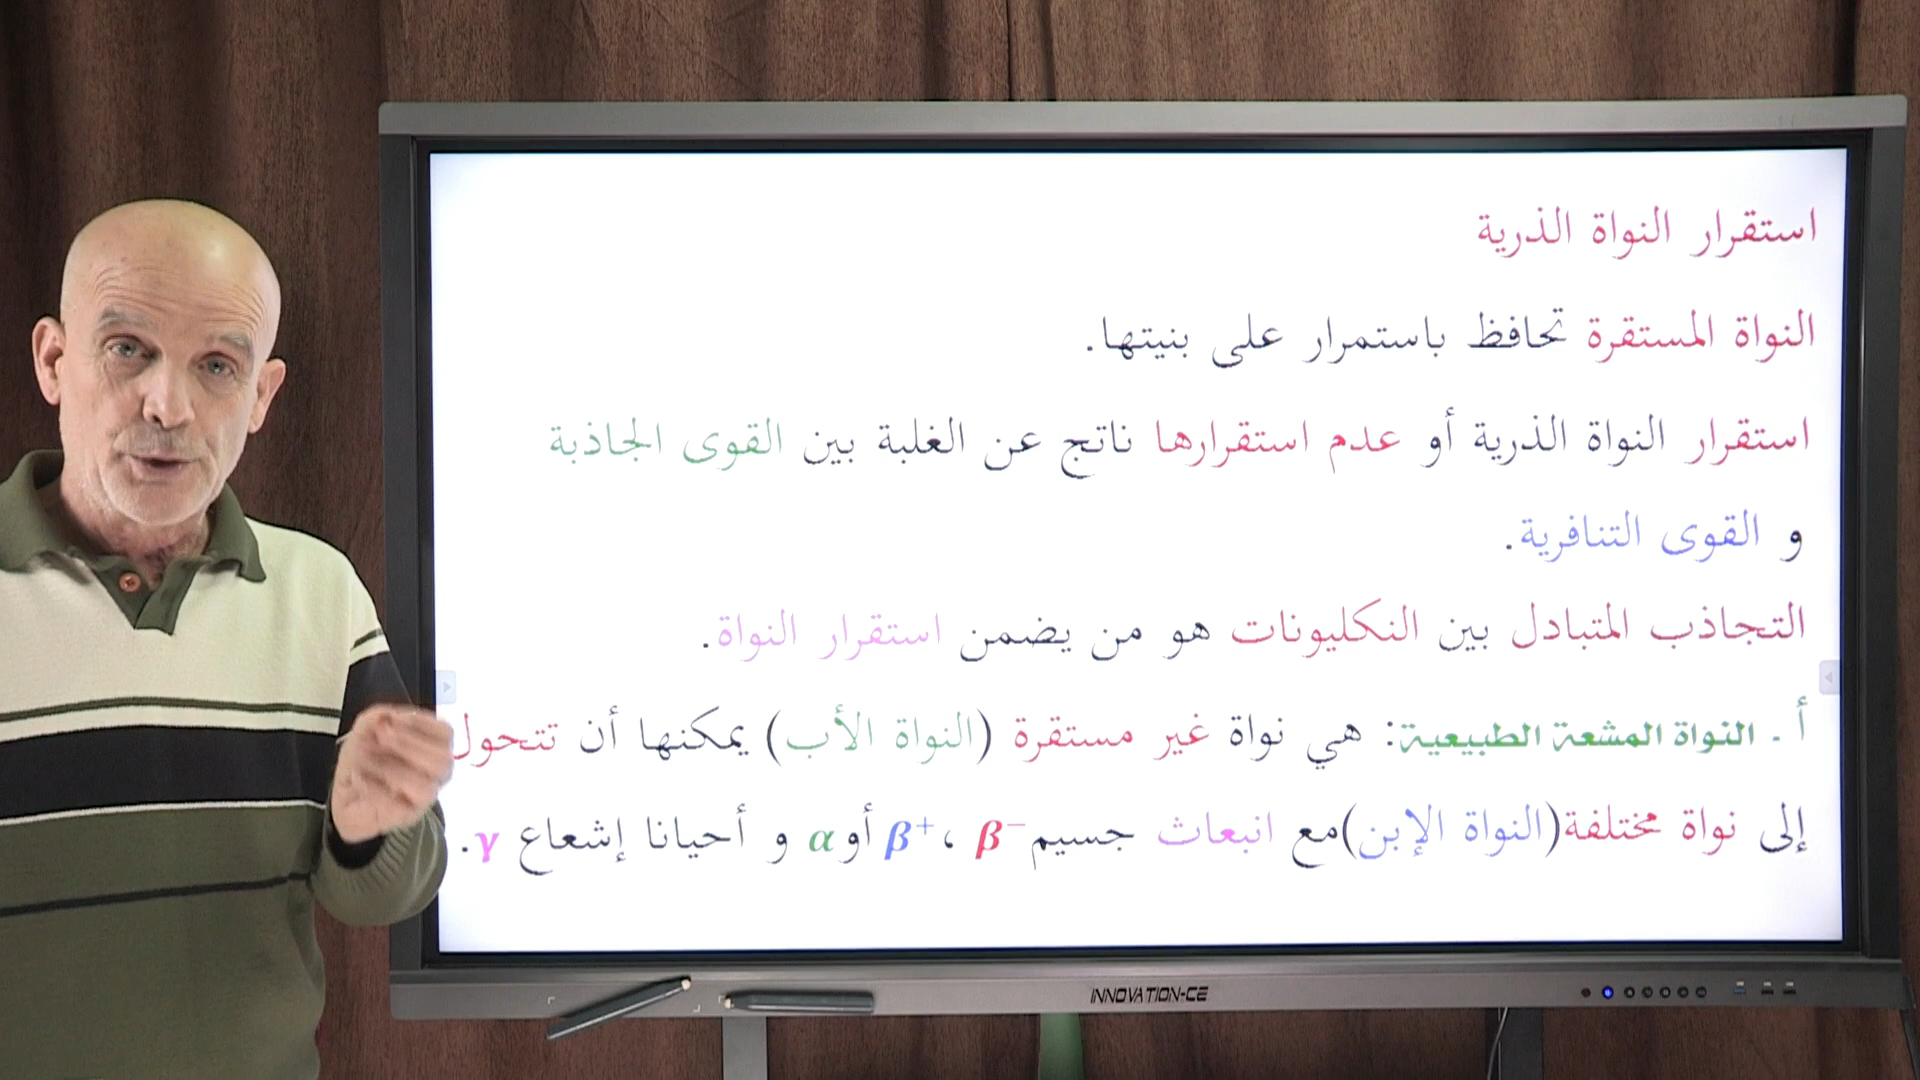 استقرار النواة الذرية
النواة المستقرة تحافظ باستمرار على بنيتها.
استقرار النواة الذرية أو عدم استقرارها ناتج عن الغلبة بين القوى الجاذبة
و القوى التنافرية.
التجاذب المتبادل بين النكليونات هو من يضمن استقرار النواة.
أ - النواة المشعة الطبيعية: هي نواة غير مستقرة (النواة الأب) يمكنها أن تتحول
إلى نواة مختلفة(النواة الإبن)مع انبعاث جسيم β⁻ ، β⁺ أو α و أحيانا إشعاع γ.
INNOVATION-CE